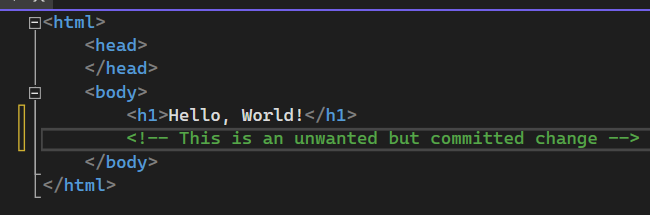 <html>
    <head>
    </head>
    <body>
        <h1>Hello, World!</h1>
        <!-- This is an unwanted but committed change -->
    </body>
</html>